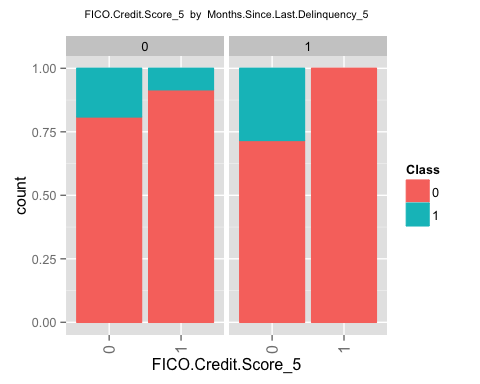 FICO.Credit.Score_5 by Months.Since.Last.Delinquency_5
0 1
1.00
0.75
0.50
0.25
0.00
count
0 1 0 1
FICO.Credit.Score_5
Class
0
1